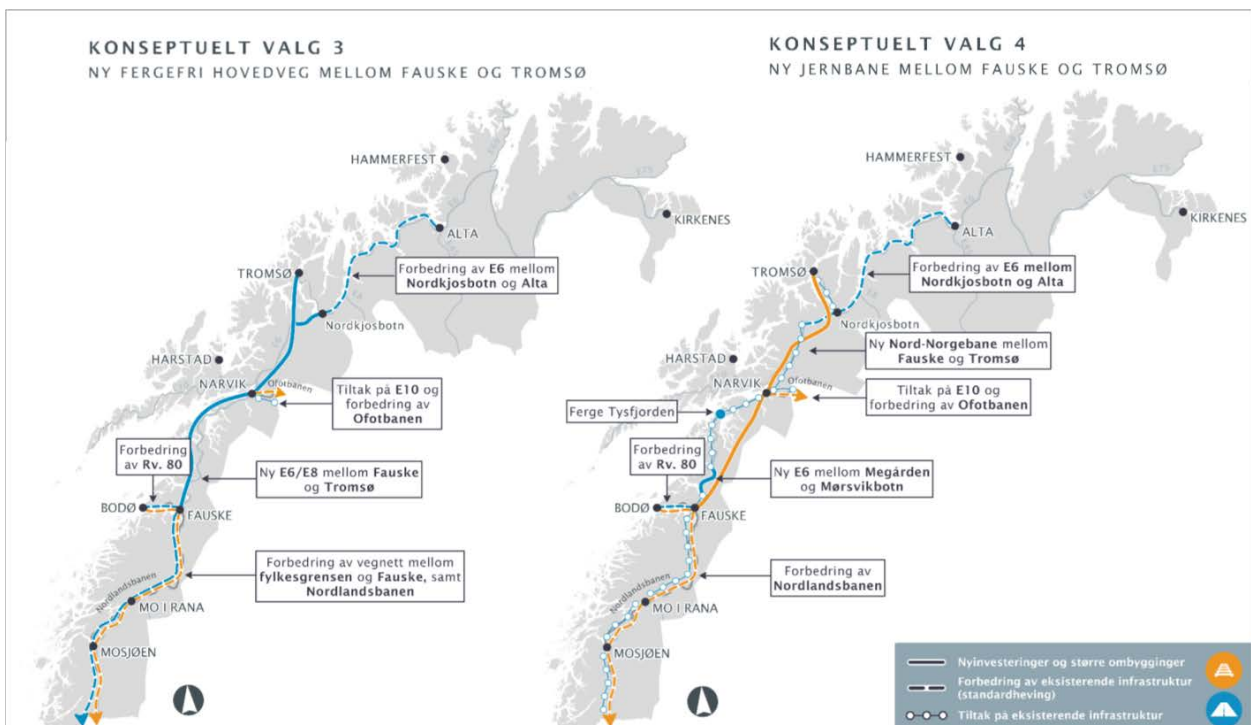 KONSEPTUELT VALG 3
NY FERGEFRI HOVEDVEG MELLOM FAUSKE OG TROMSØ
HAMMERFEST
KIRKENES
ALTA
TROMSØ
Forbedring av E6 mellom
Nordkjosbotn og Alta
Nordkjosbotn
HARSTAD
NARVIK
Ofotbanen
Tiltak på E10 og
forbedring av
Ofotbanen
Forbedring
av Rv. 80
Ny E6/E8 mellom Fauske
og Tromsø
BODØ
FAUSKE
Forbedring av vegnett mellom
fylkesgrensen og Fauske, samt
Nordlandsbanen
Nordlandsbanen
MO I RANA
MOSJØEN
KONSEPTUELT VALG 4
NY JERNBANE MELLOM FAUSKE OG TROMSØ
HAMMERFEST
KIRKENES
ALTA
TROMSØ
Forbedring av E6 mellom
Nordkjosbotn og Alta
Nordkjosbotn
Ny Nord-Norgebane mellom
Fauske og Tromsø
HARSTAD
NARVIK
Ofotbanen
Tiltak på E10 og
forbedring av Ofotbanen
Ferge Tysfjorden
Forbedring
av Rv. 80
Ny E6 mellom Megården
og Mørsvikbotn
BODØ
FAUSKE
Forbedring av
Nordlandsbanen
Nordlandsbanen
MO I RANA
MOSJØEN
Nyinvesteringer og større ombygginger
Forbedring av eksisterende infrastruktur
(standardheving)
Tiltak på eksisterende infrastruktur